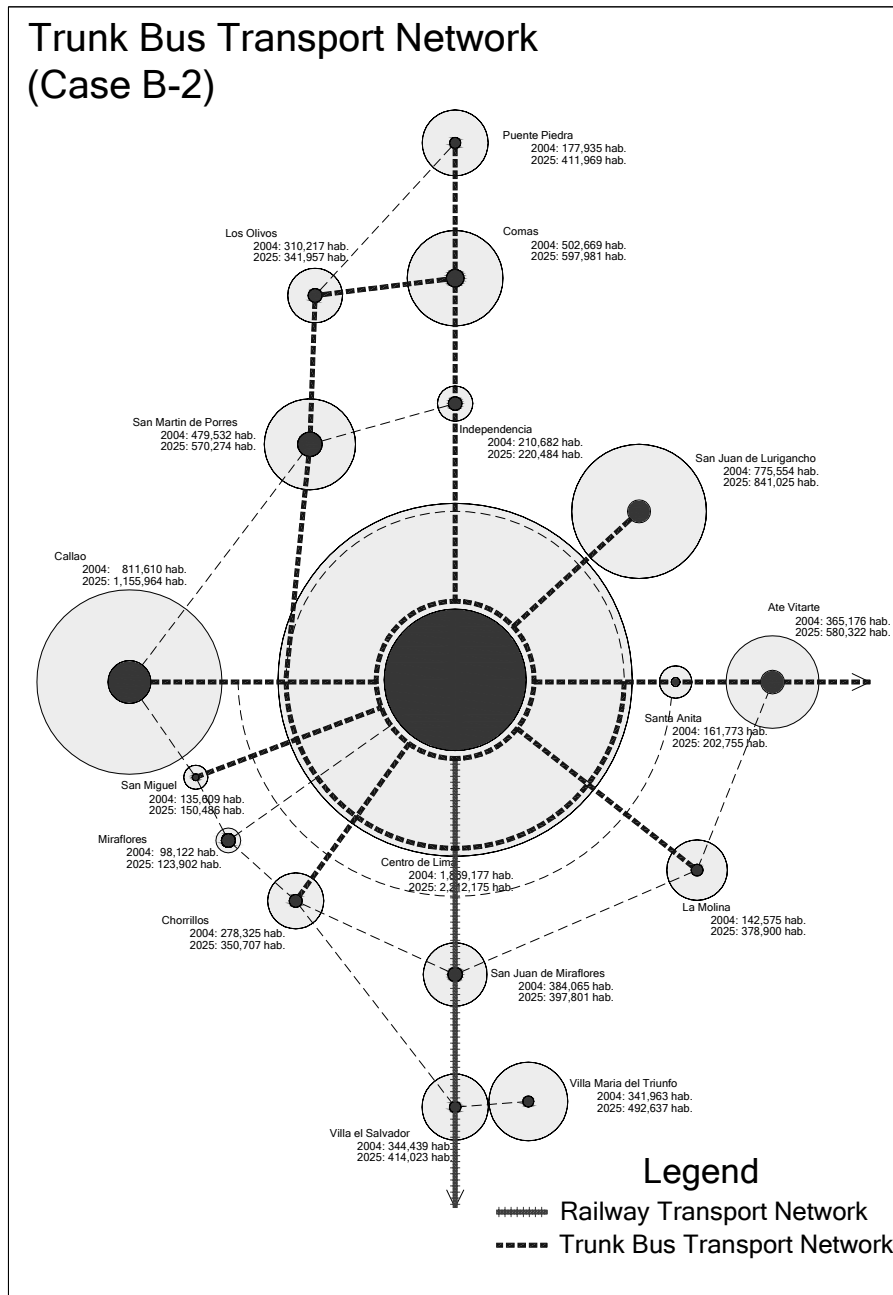 Trunk Bus Transport Network
(Case B-2)
Puente Piedra
2004: 177,935 hab.
2025: 411,969 hab.
Los Olivos
2004: 310,217 hab.
2025: 341,957 hab.
Comas
2004: 502,669 hab.
2025: 597,981 hab.
San Martin de Porres
2004: 479,532 hab.
2025: 570,274 hab.
Independencia
2004: 210,682 hab.
2025: 220,484 hab.
San Juan de Lurigancho
2004: 775,554 hab.
2025: 841,025 hab.
Callao
2004: 811,610 hab.
2025: 1,155,964 hab.
Ate Vitarte
2004: 365,176 hab.
2025: 580,322 hab.
Santa Anita
2004: 161,773 hab.
2025: 202,755 hab.
San Miguel
2004: 135,609 hab.
2025: 150,486 hab.
Miraflores
2004: 98,122 hab.
2025: 123,902 hab.
Centro de Lima
2004: hab.
2025: hab.
Chorrillos
2004: 278,325 hab.
2025: 350,707 hab.
La Molina
2004: 142,575 hab.
2025: 378,900 hab.
San Juan de Miraflores
2004: 384,065 hab.
2025: 397,801 hab.
Villa Maria del Triunfo
2004: 341,963 hab.
2025: 492,637 hab.
Villa el Salvador
2004: 344,439 hab.
2025: 414,023 hab.
Legend
Railway Transport Network
Trunk Bus Transport Network